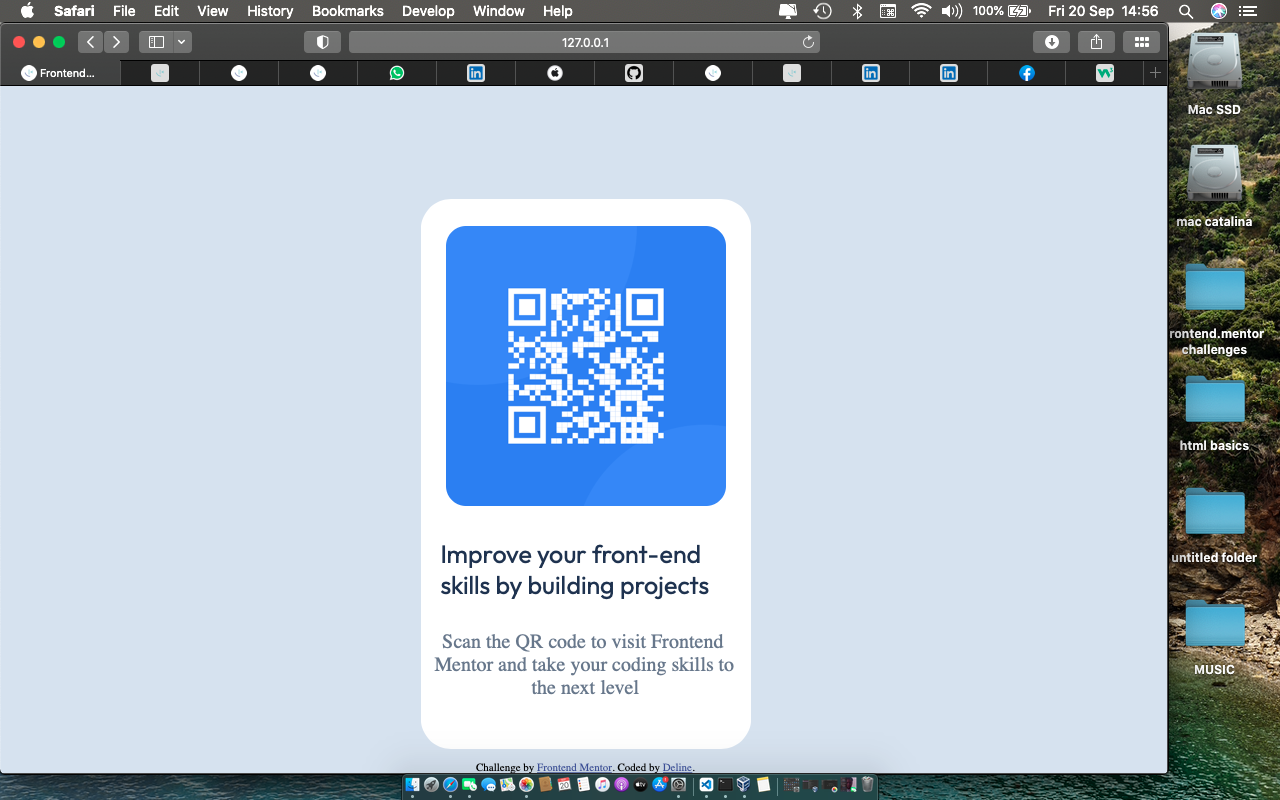 Safari File Edit View History Bookmarks Develop Window Help 100% Fri 20 Sep 14:56
127.0.0.1
Frontend...
Mac SSD
mac catalina
rontend.mentor
challenges
html basics
untitled folder
MUSIC
Improve your front-end
skills by building projects
Scan the QR code to visit Frontend
Mentor and take your coding skills to
the next level
Challenge by Frontend Mentor. Coded by Deline.